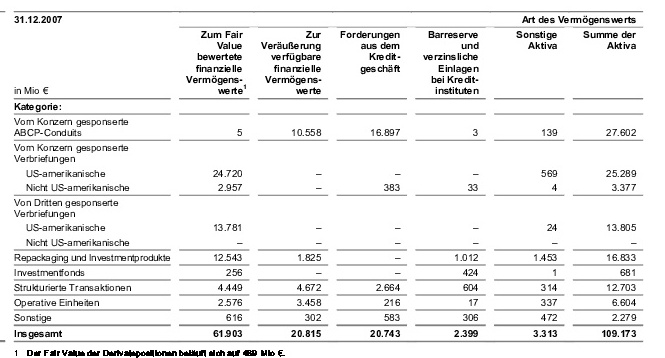 31.12.2007 Art des Vermögenswerts
Zum Fair Zur Forderungen Barreserve Sonstige Summe der
Value Veräußerung aus dem und Aktiva Aktiva
bewertete verfügbare Kredit- verzinsliche
finanzielle finanzielle geschäft Einlagen
Vermögens- Vermögens- bei Kredit-
in Mio € werte1 werte instituten
Kategorie:
Vom Konzern gesponserte
ABCP-Conduits 5 10.558 16.897 3 139 27.602
Vom Konzern gesponserte
Verbriefungen
US-amerikanische 24.720 – – – 569 25.289
Nicht US-amerikanische 2.957 – 383 33 4 3.377
Von Dritten gesponserte
Verbriefungen
US-amerikanische 13.781 – – – 24 13.805
Nicht US-amerikanische – – – – – –
Repackaging und Investmentprodukte 12.543 1.825 – 1.012 1.453 16.833
Investmentfonds 256 – – 424 1 681
Strukturierte Transaktionen 4.449 4.672 2.664 604 314 12.703
Operative Einheiten 2.576 3.458 216 17 337 6.604
Sonstige 616 302 583 306 472 2.279
Insgesamt 61.903 20.815 20.743 2.399 3.313 109.173
1 Der Fair Value der Derivatepositionen beläuft sich auf 489 Mio €.